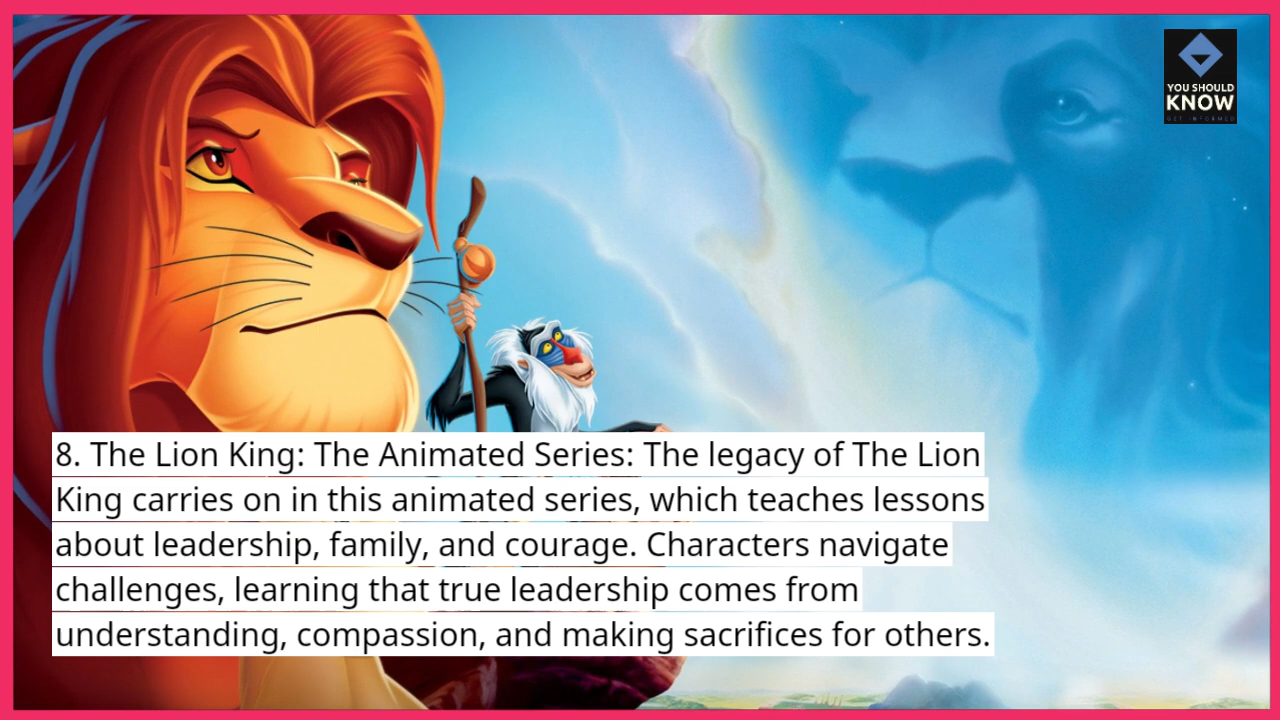 YOU SHOULD
KNOW
GET INFORMED
8. The Lion King: The Animated Series: The legacy of The Lion
King carries on in this animated series, which teaches lessons
about leadership, family, and courage. Characters navigate
challenges, learning that true leadership comes from
understanding, compassion, and making sacrifices for others.